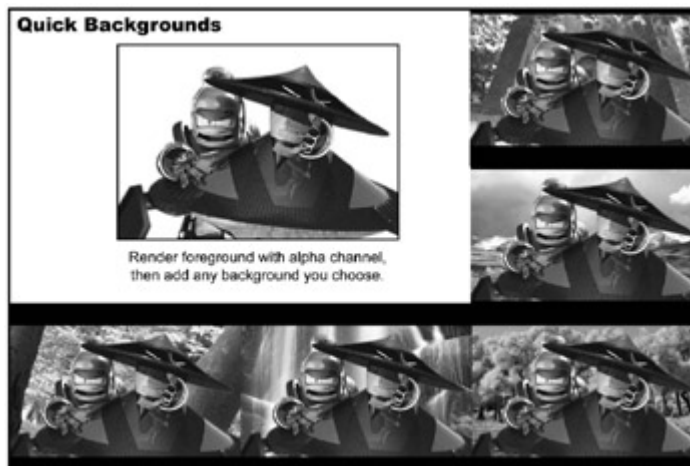 Quick Backgrounds
Render foreground with alpha channel,
then add any background you choose.